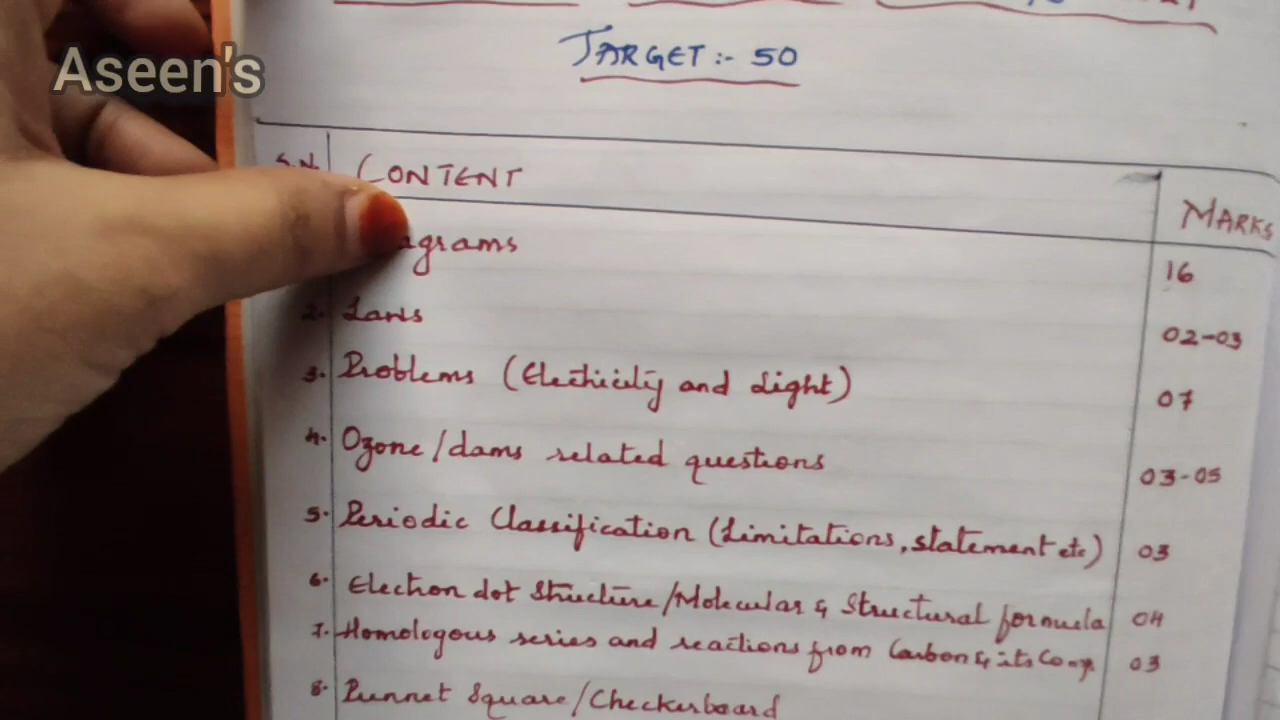 Aseen's
TARGET :- 50
S.N. CONTENT MARKS
agrams 16
2. Laws 02-03
3. Problems (Electricity and Light) 07
4. Ozone/dams related questions 03-05
5. Periodic Classification (Limitations, statement etc) 03
6. Electron dot Structure/Molecular & Structural formula 04
7. Homologous series and reactions from Carbon & its Comp. 03
8. Punnet Square/Checkerboard